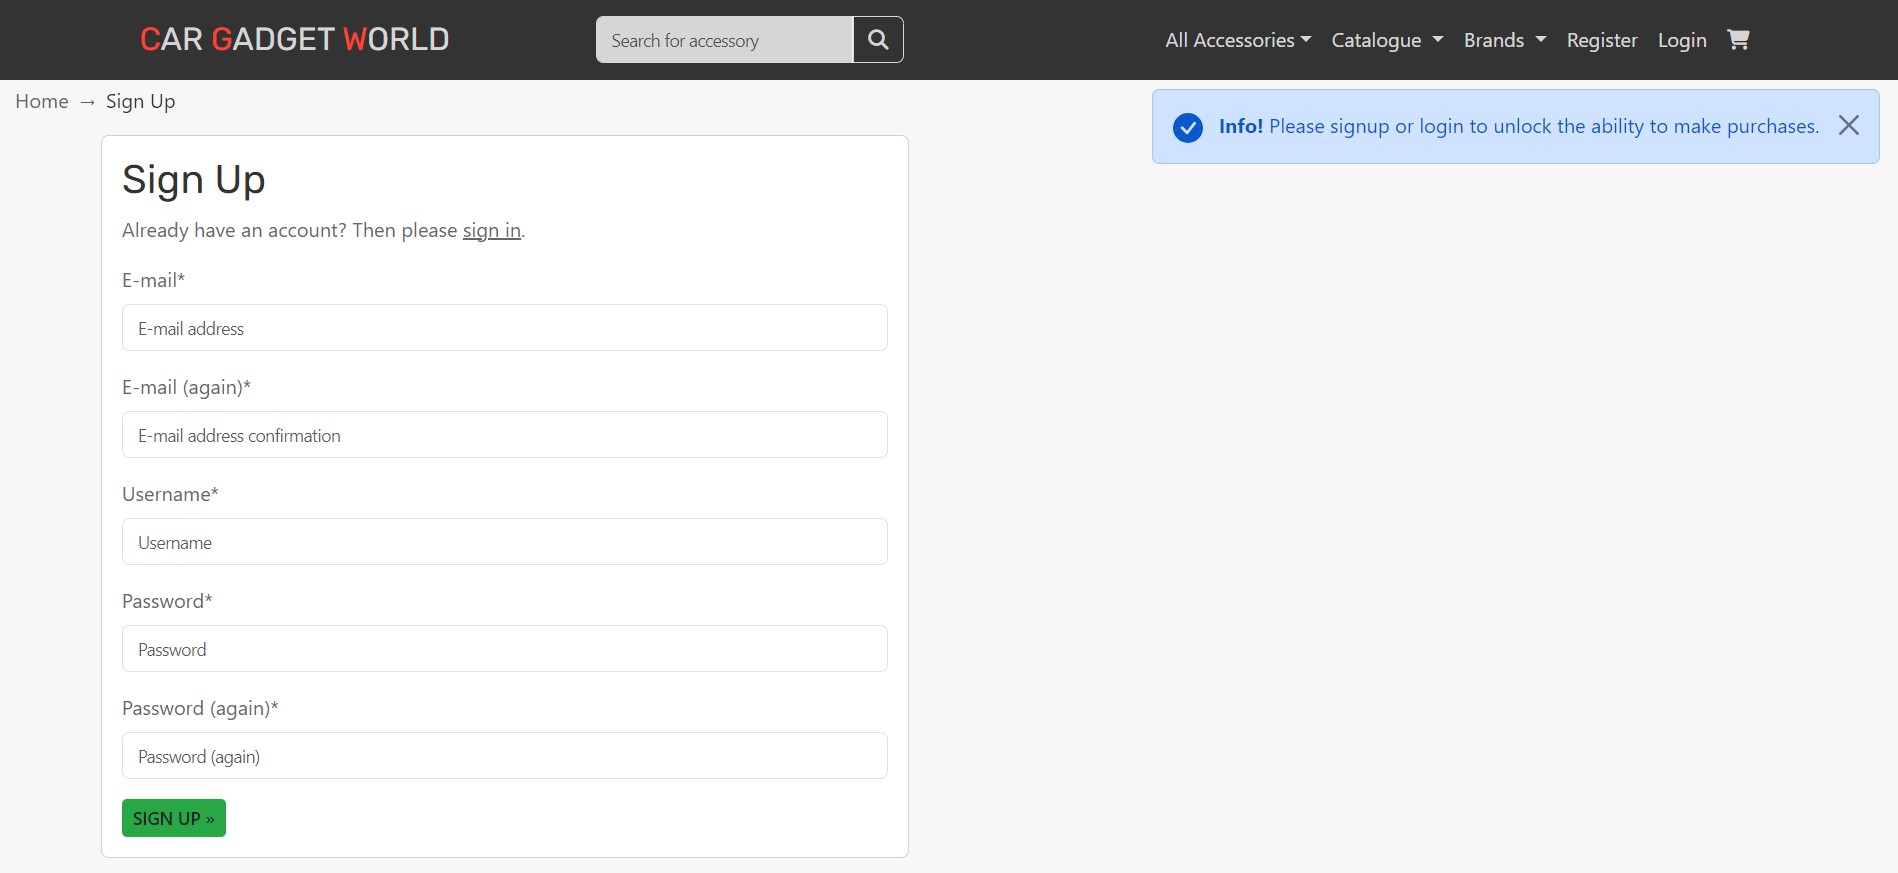 CAR GADGET WORLD
Search for accessory
All Accessories
Catalogue
Brands
Register
Login
Home → Sign Up
Info! Please signup or login to unlock the ability to make purchases.
Sign Up
Already have an account? Then please sign in.
E-mail*
E-mail address
E-mail (again)*
E-mail address confirmation
Username*
Username
Password*
Password
Password (again)*
Password (again)
SIGN UP »